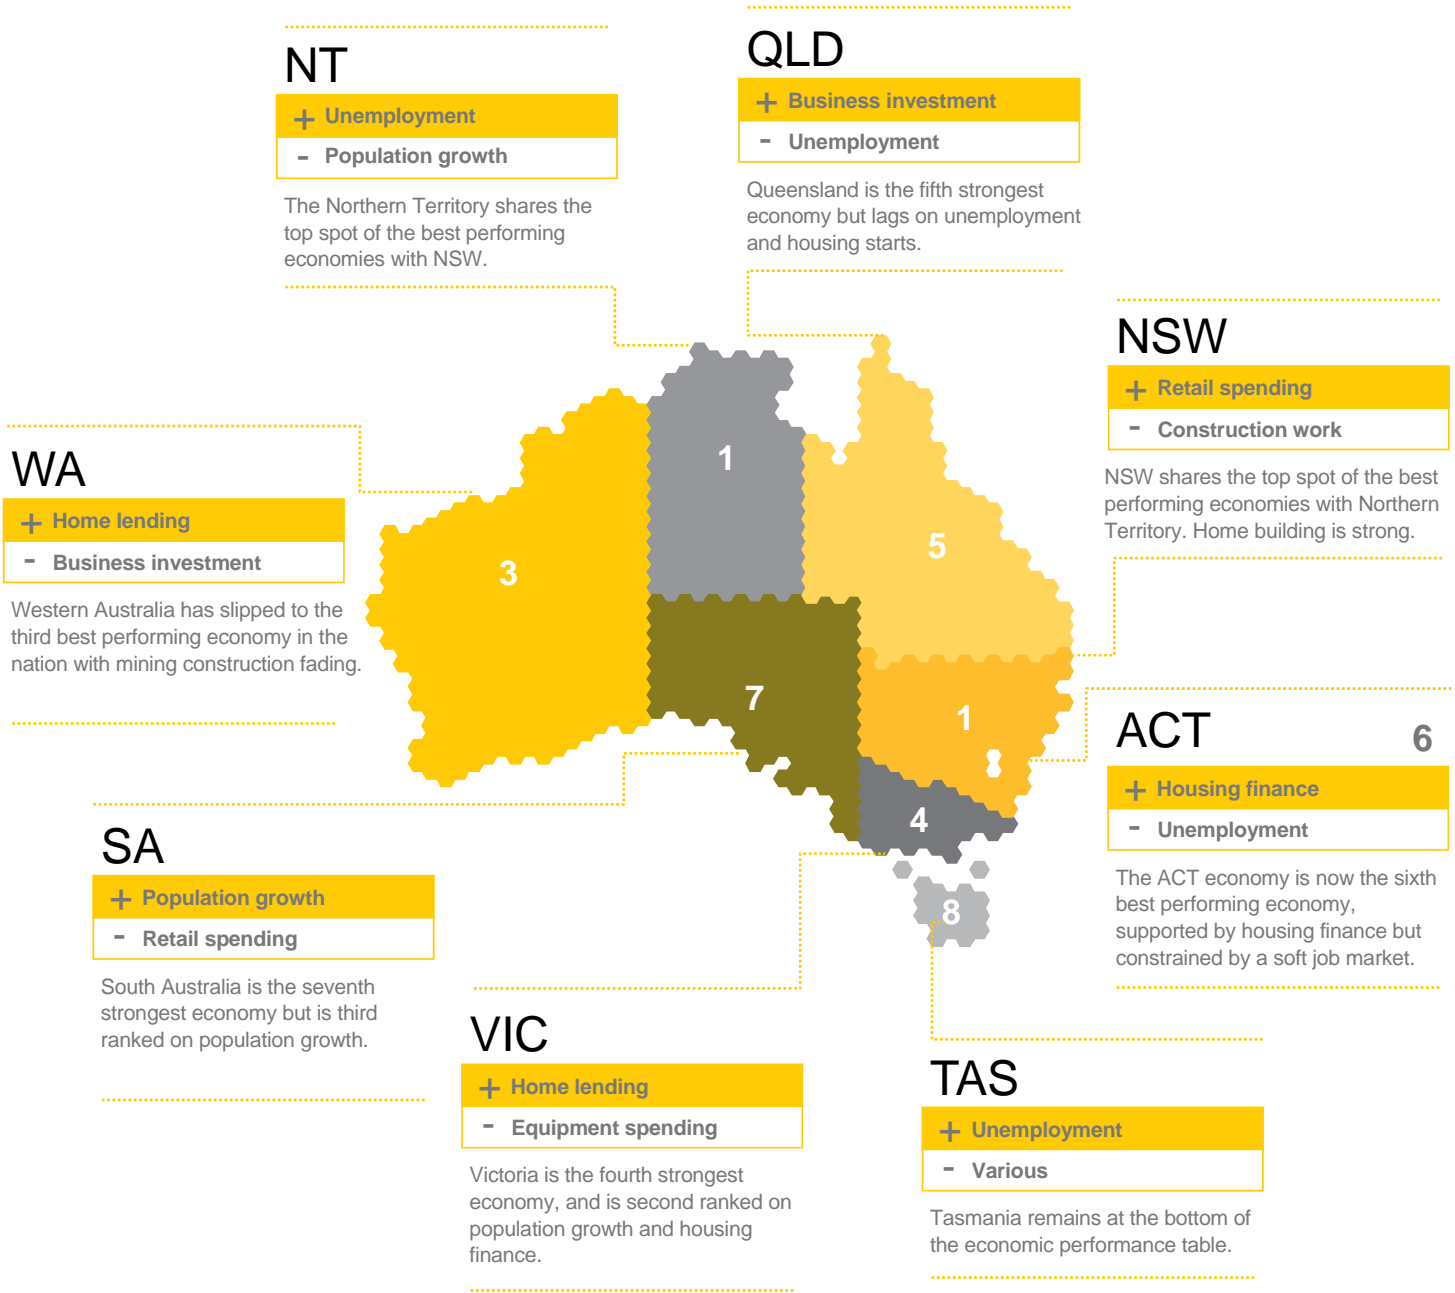 NT
+ Unemployment
- Population growth
The Northern Territory shares the
top spot of the best performing
economies with NSW.
QLD
+ Business investment
- Unemployment
Queensland is the fifth strongest
economy but lags on unemployment
and housing starts.
NSW
+ Retail spending
- Construction work
NSW shares the top spot of the best
performing economies with Northern
Territory. Home building is strong.
WA
+ Home lending
- Business investment
Western Australia has slipped to the
third best performing economy in the
nation with mining construction fading.
1
5
3
7
1
4
8
ACT
6
+ Housing finance
- Unemployment
The ACT economy is now the sixth
best performing economy,
supported by housing finance but
constrained by a soft job market.
SA
+ Population growth
- Retail spending
South Australia is the seventh
strongest economy but is third
ranked on population growth.
VIC
+ Home lending
- Equipment spending
Victoria is the fourth strongest
economy, and is second ranked on
population growth and housing
finance.
TAS
+ Unemployment
- Various
Tasmania remains at the bottom of
the economic performance table.